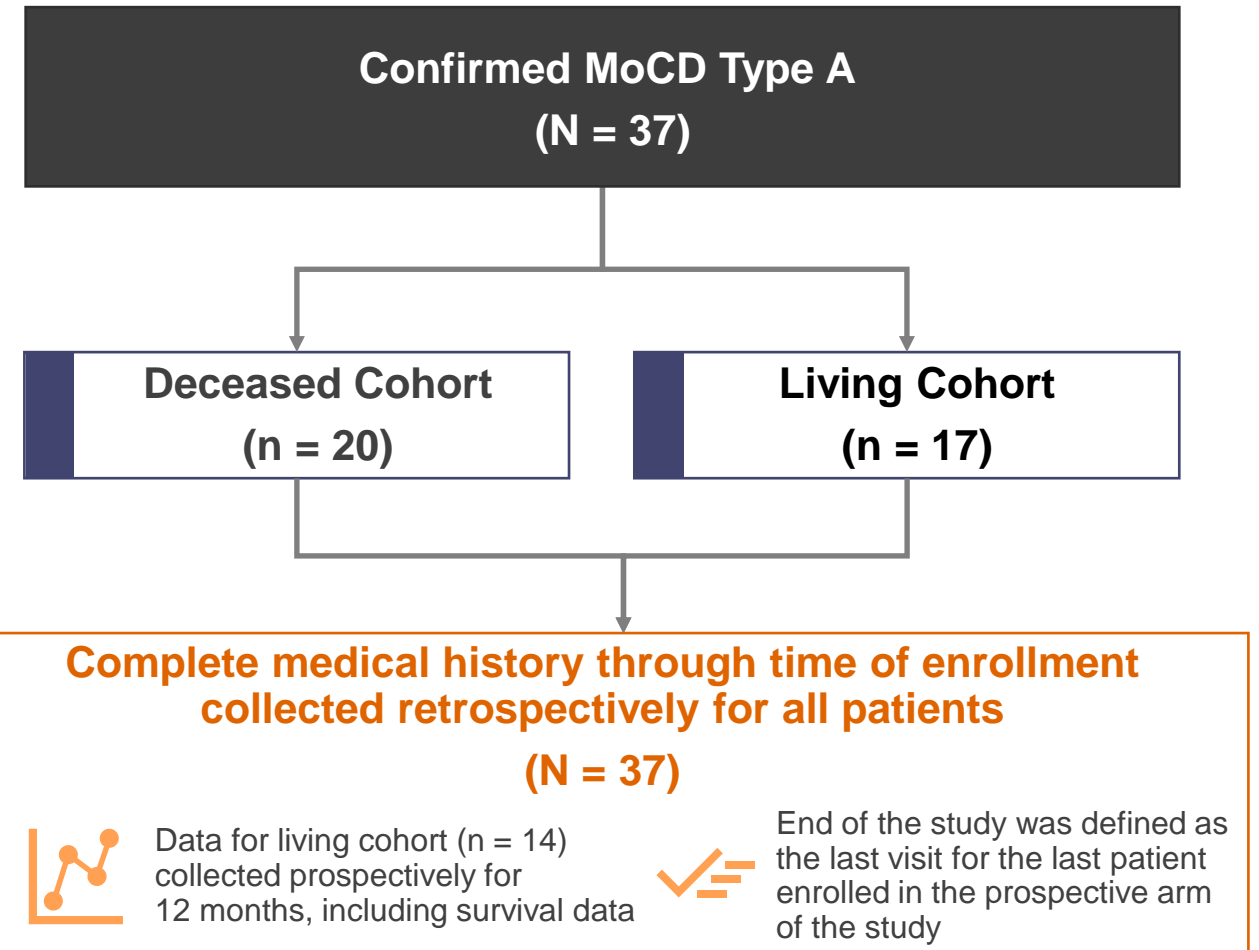 Confirmed MoCD Type A
(N = 37)
Deceased Cohort
(n = 20)
Living Cohort
(n = 17)
Complete medical history through time of enrollment
collected retrospectively for all patients
(N = 37)
Data for living cohort (n = 14)
collected prospectively for
12 months, including survival data
End of the study was defined as
the last visit for the last patient
enrolled in the prospective arm
of the study